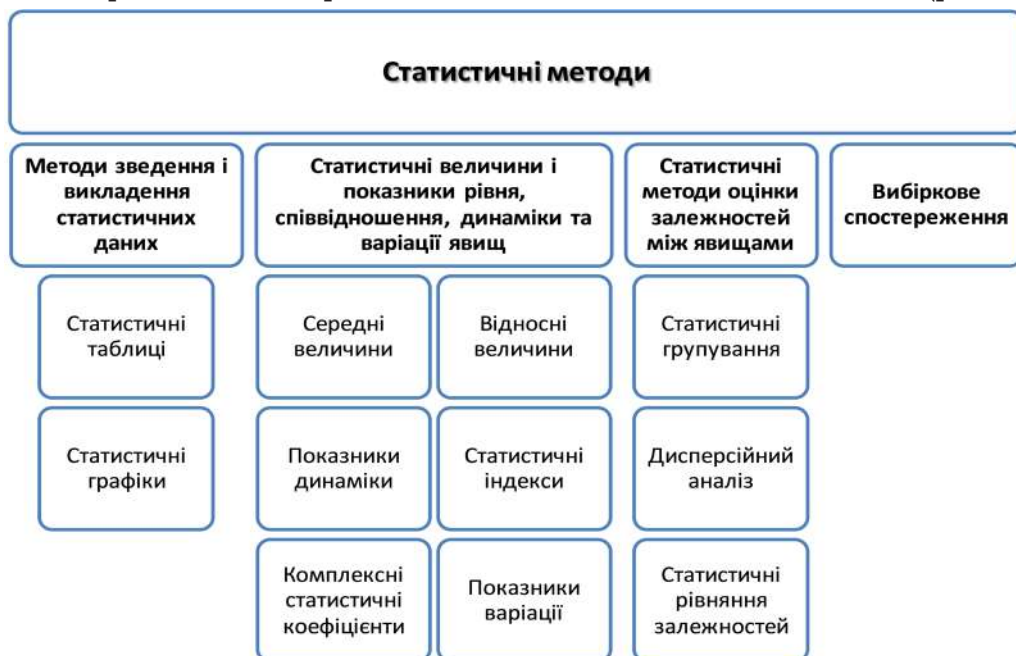 Статистичні методи
Методи зведення і
викладення
статистичних
даних
Статистичні величини і
показники рівня,
співвідношення, динаміки та
варіації явищ
Статистичні
методи оцінки
залежностей
між явищами
Вибіркове
спостереження
Статистичні
таблиці
Середні
величини
Відносні
величини
Статистичні
групування
Статистичні
графіки
Показники
динаміки
Статистичні
індекси
Дисперсійний
аналіз
Комплексні
статистичні
коефіцієнти
Показники
варіації
Статистичні
рівняння
залежностей